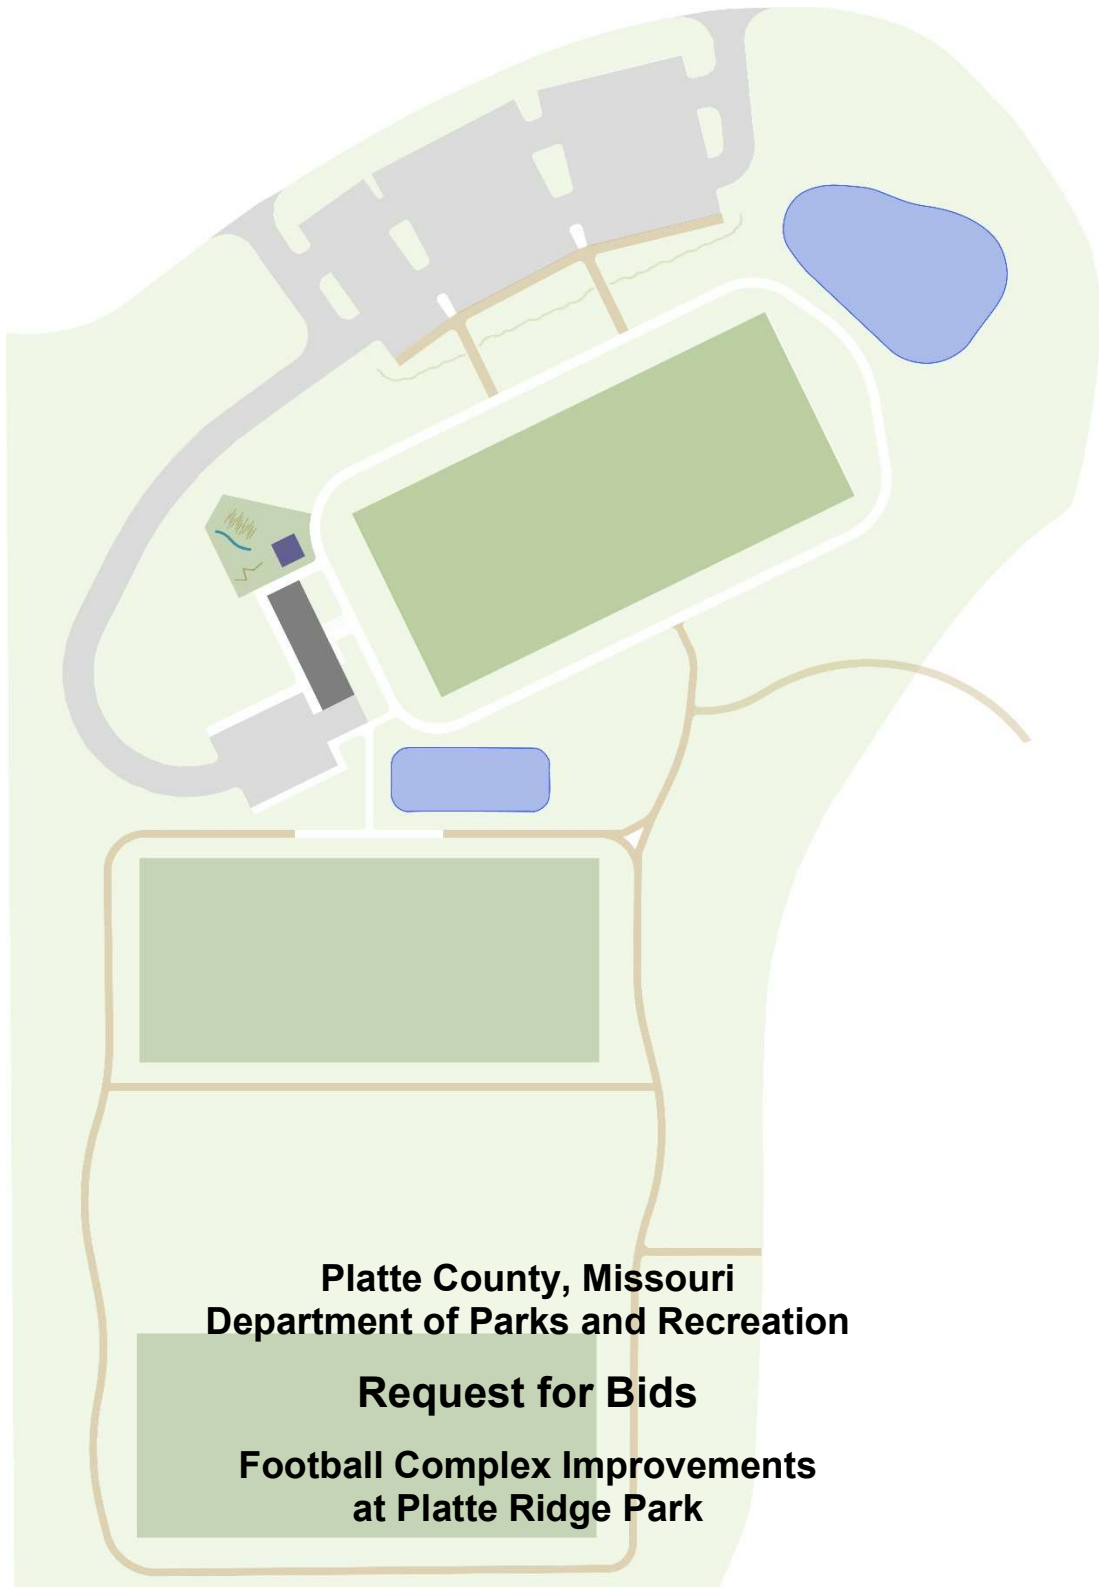 Platte County, Missouri
Department of Parks and Recreation
Request for Bids
Football Complex Improvements
at Platte Ridge Park